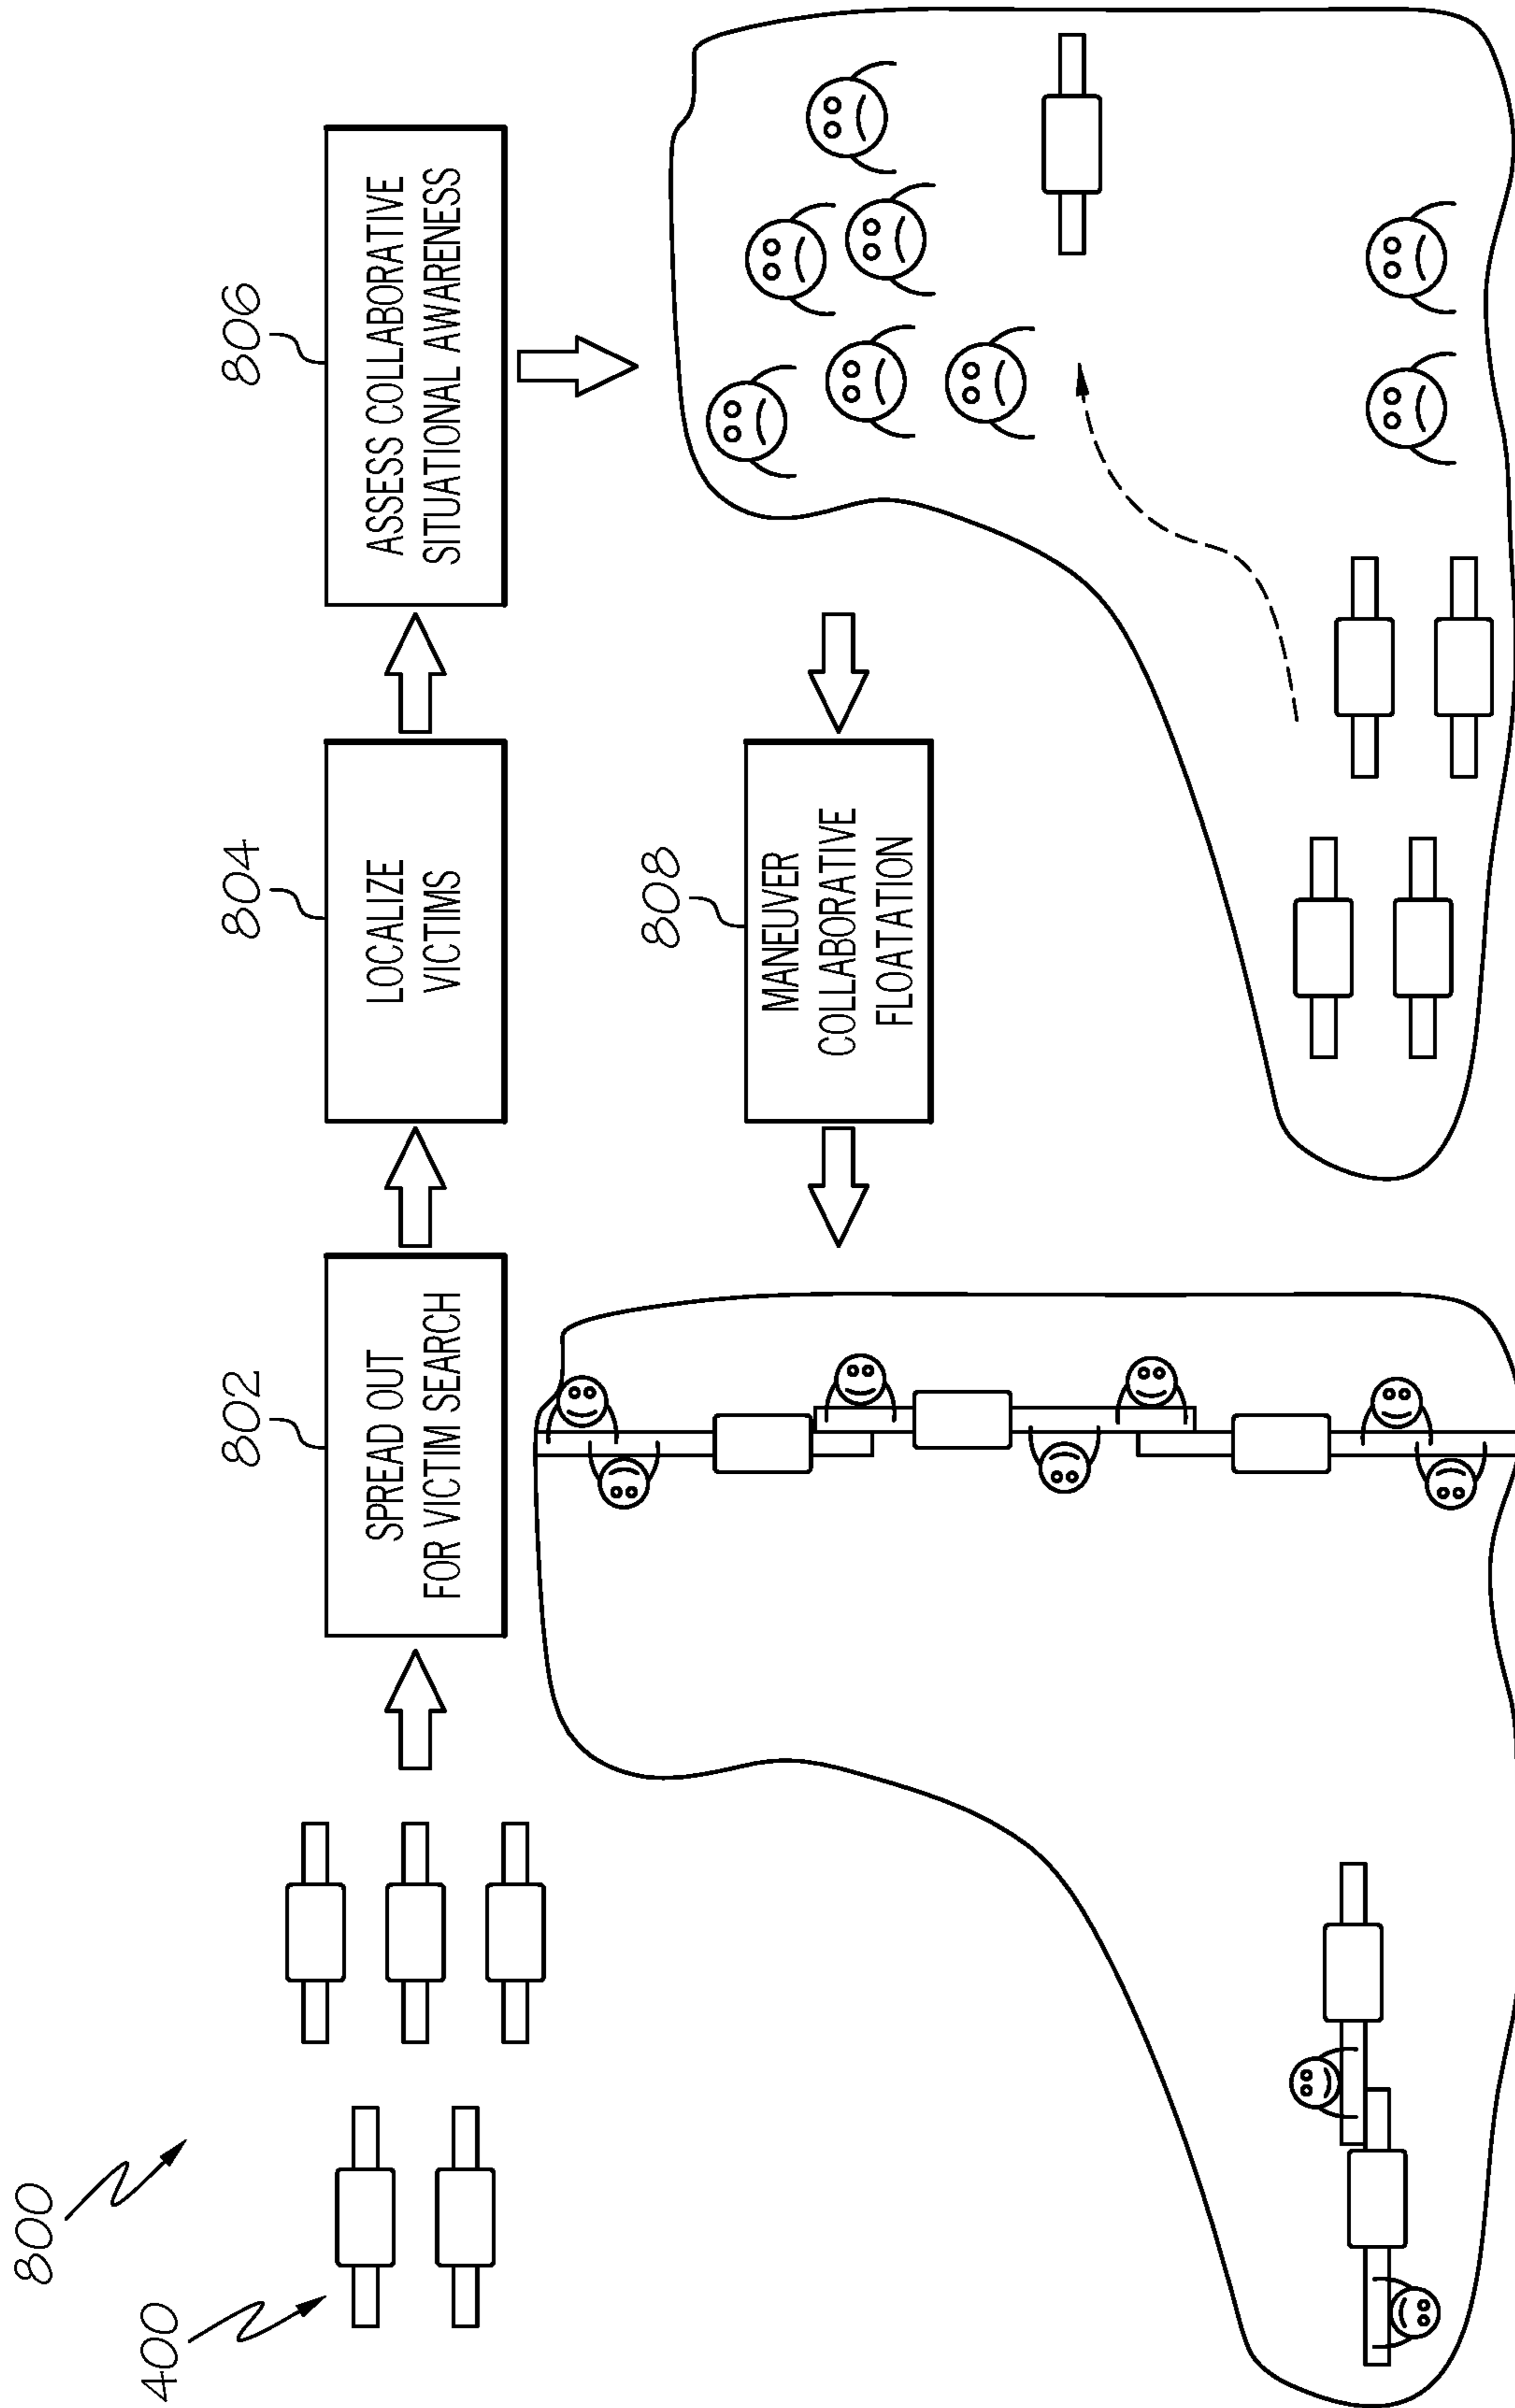 800
400
802
SPREAD OUT
FOR VICTIM SEARCH
804
LOCALIZE
VICTIMS
806
ASSESS COLLABORATIVE
SITUATIONAL AWARENESS
808
MANEUVER
COLLABORATIVE
FLOATATION